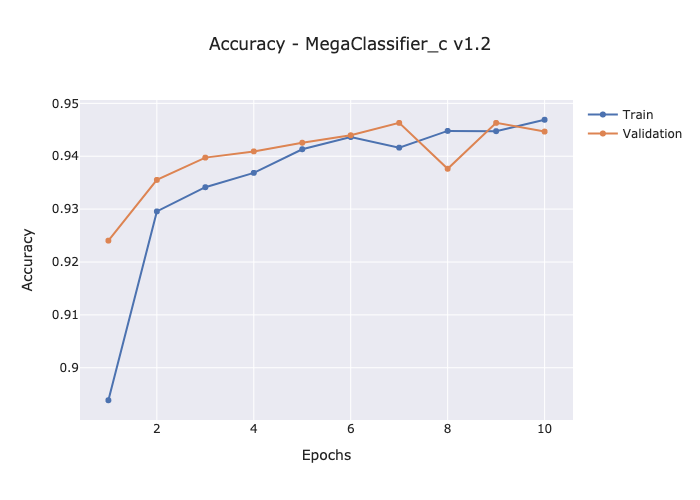 Accuracy - MegaClassifier_c v1.2
Train
Validation
0.95
0.94
0.93
0.92
0.91
0.9
Accuracy
2 4 6 8 10
Epochs